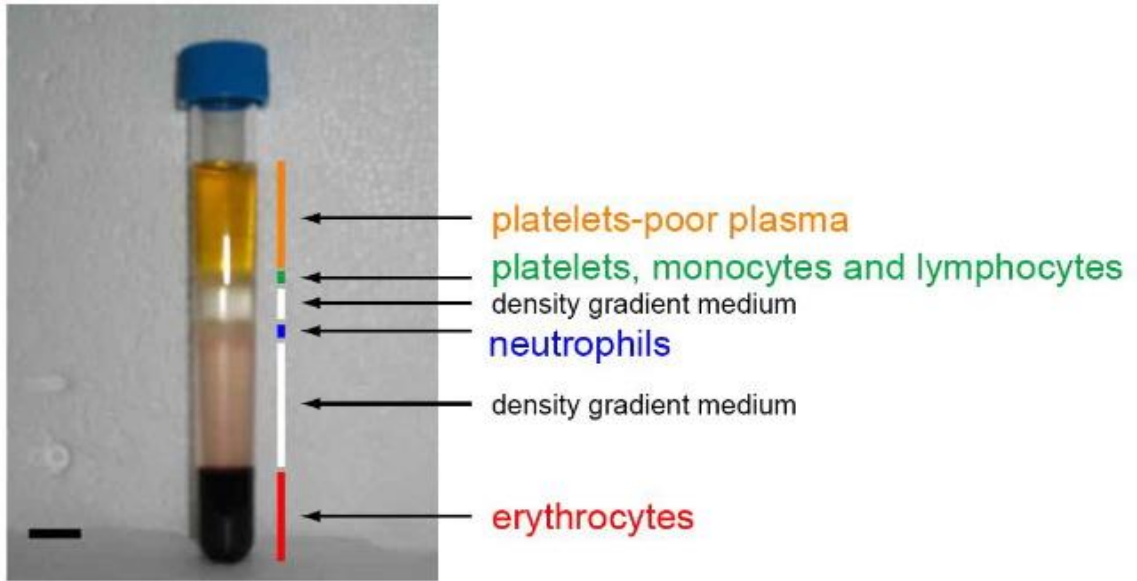 platelets-poor plasma
platelets, monocytes and lymphocytes
density gradient medium
neutrophils
density gradient medium
erythrocytes